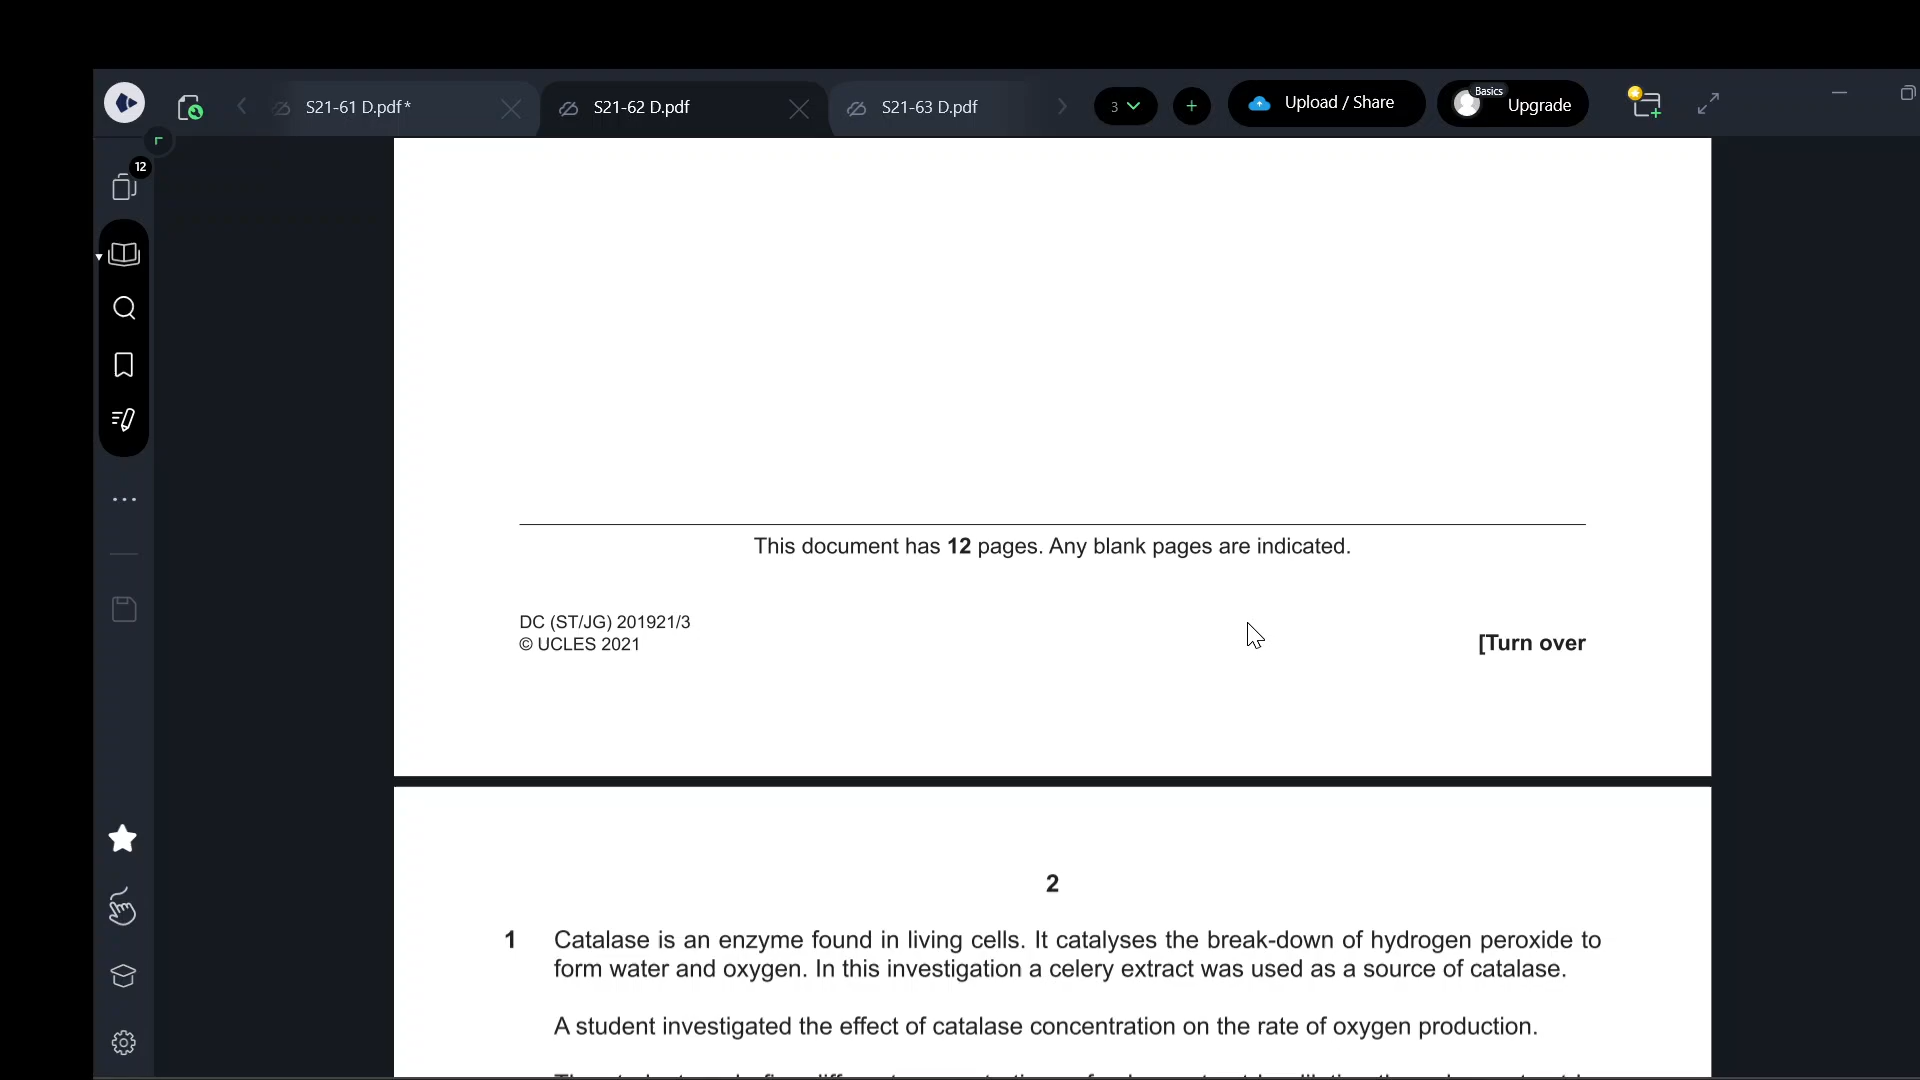 S21-61 D.pdf*
S21-62 D.pdf
S21-63 D.pdf
3
Upload / Share
Basics
Upgrade
12
This document has 12 pages. Any blank pages are indicated.
DC (ST/JG) 201921/3
© UCLES 2021
[Turn over
2
1 Catalase is an enzyme found in living cells. It catalyses the break-down of hydrogen peroxide to
form water and oxygen. In this investigation a celery extract was used as a source of catalase.
A student investigated the effect of catalase concentration on the rate of oxygen production.